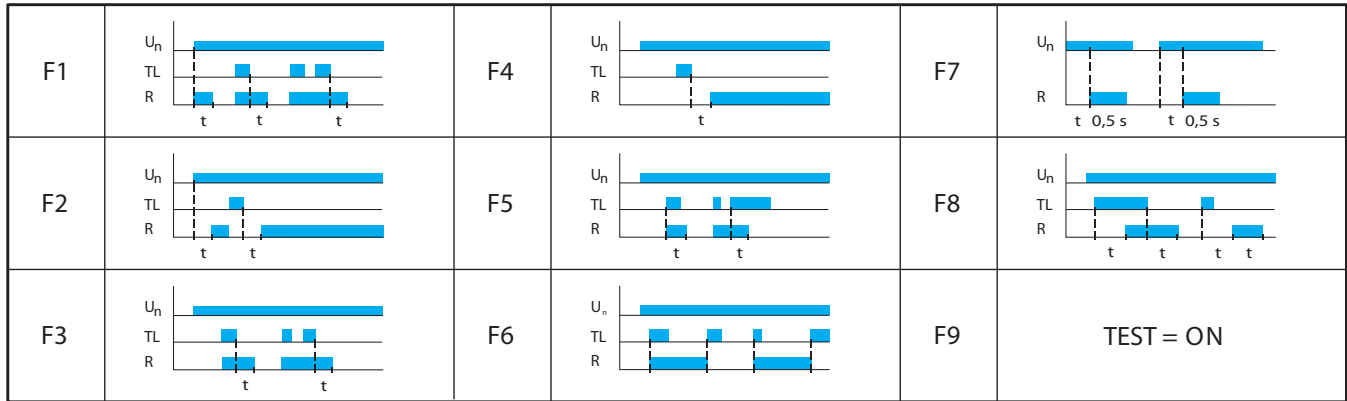 F1
Uₙ
TL
R
t t t
F4
Uₙ
TL
R
t
F7
Uₙ
R
t 0,5 s t 0,5 s
F2
Uₙ
TL
R
t t
F5
Uₙ
TL
R
t t
F8
Uₙ
TL
R
t t t t
F3
Uₙ
TL
R
t t
F6
Uₙ
TL
R
F9
TEST = ON